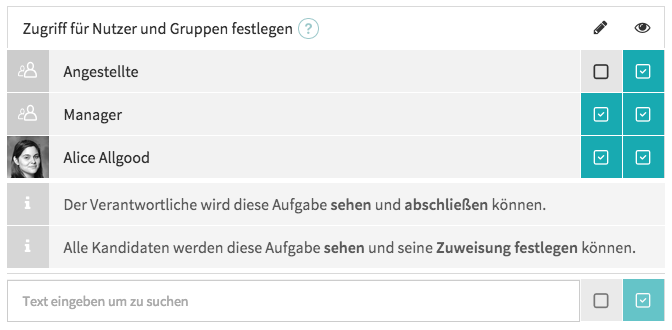 Zugriff für Nutzer und Gruppen festlegen ?
Angestellte
Manager
Alice Allgood
i Der Verantwortliche wird diese Aufgabe sehen und abschließen können.
i Alle Kandidaten werden diese Aufgabe sehen und seine Zuweisung festlegen können.
Text eingeben um zu suchen